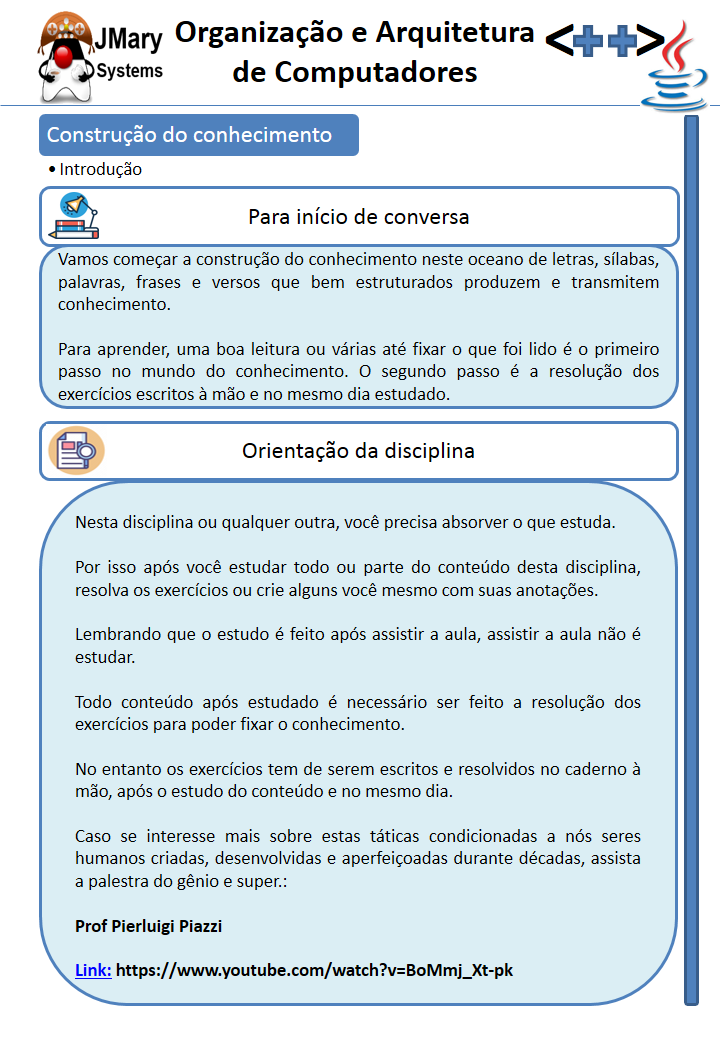 JMary
Systems
Organização e Arquitetura
de Computadores
<++>
Construção do conhecimento
• Introdução
Para início de conversa
Vamos começar a construção do conhecimento neste oceano de letras, sílabas,
palavras, frases e versos que bem estruturados produzem e transmitem
conhecimento.
Para aprender, uma boa leitura ou várias até fixar o que foi lido é o primeiro
passo no mundo do conhecimento. O segundo passo é a resolução dos
exercícios escritos à mão e no mesmo dia estudado.
Orientação da disciplina
Nesta disciplina ou qualquer outra, você precisa absorver o que estuda.
Por isso após você estudar todo ou parte do conteúdo desta disciplina,
resolva os exercícios ou crie alguns você mesmo com suas anotações.
Lembrando que o estudo é feito após assistir a aula, assistir a aula não é
estudar.
Todo conteúdo após estudado é necessário ser feito a resolução dos
exercícios para poder fixar o conhecimento.
No entanto os exercícios tem de serem escritos e resolvidos no caderno à
mão, após o estudo do conteúdo e no mesmo dia.
Caso se interesse mais sobre estas táticas condicionadas a nós seres
humanos criadas, desenvolvidas e aperfeiçoadas durante décadas, assista
a palestra do gênio e super.:
Prof Pierluigi Piazzi
Link: https://www.youtube.com/watch?v=BoMmj_Xt-pk